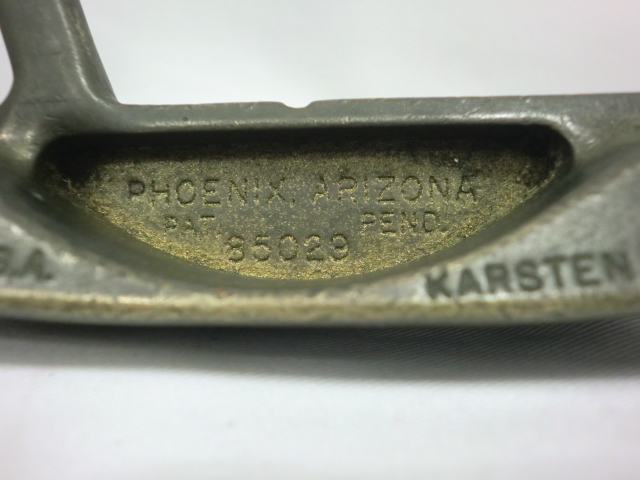 PHOENIX, ARIZONA
PAT. PEND.
85029
S.A.
KARSTEN